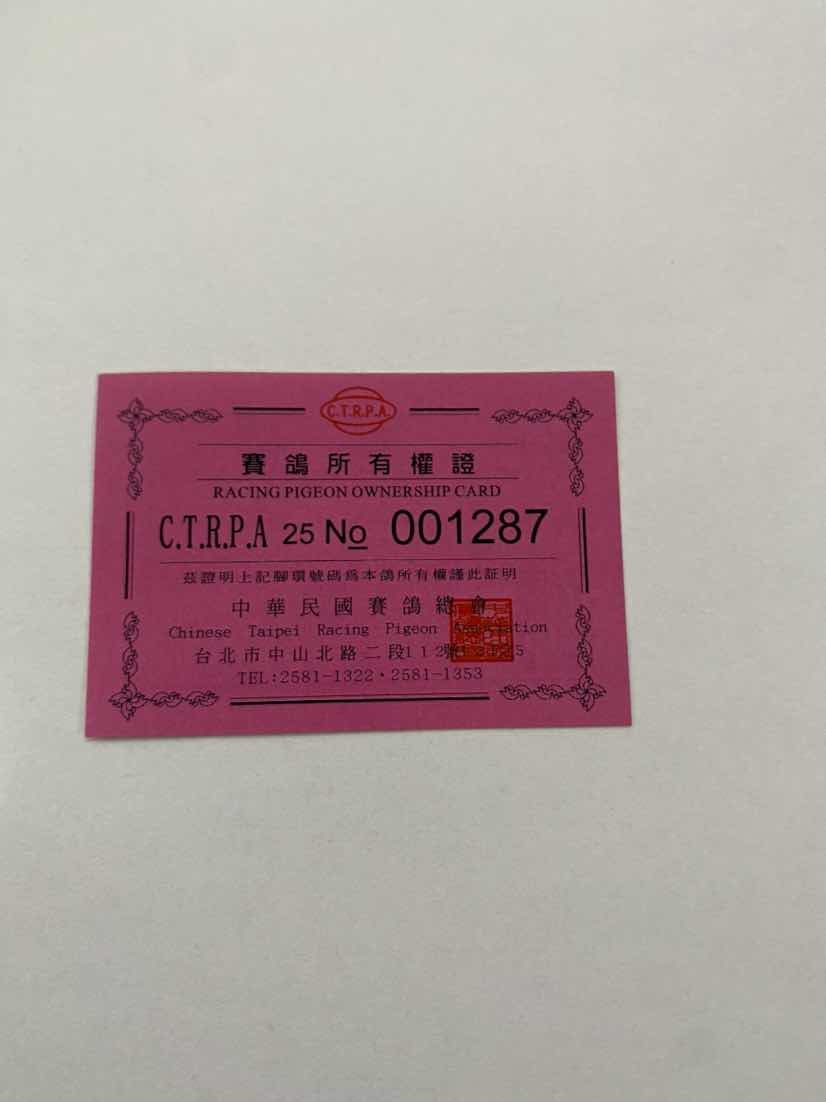 C.T.R.P.A.
賽鴿所有權證
RACING PIGEON OWNERSHIP CARD
C.T.R.P.A 25 No 001287
茲證明上記腳環號碼爲本鴿所有權謹此証明
中華民國賽鴿總會
Chinese Taipei Racing Pigeon Association
台北市中山北路二段112號
TEL:2581-1322・2581-1353